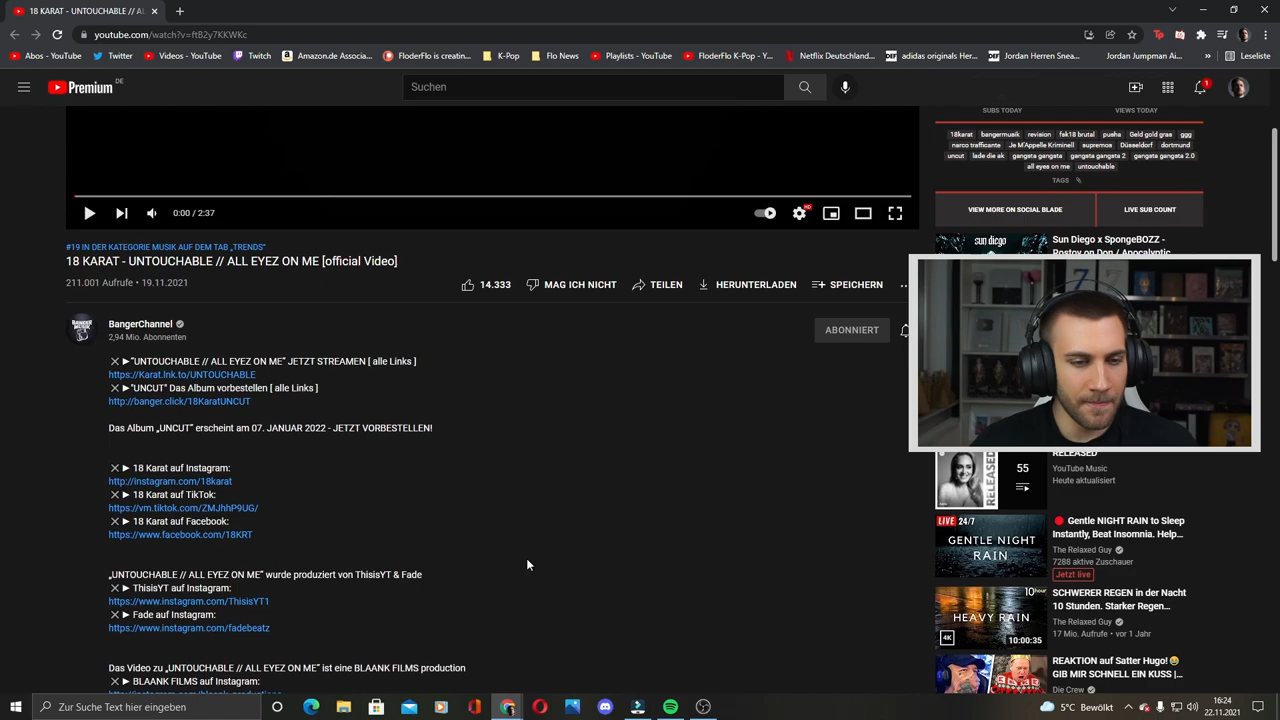 18 KARAT - UNTOUCHABLE // AL
youtube.com/watch?v=ftB2y7KKWKc
Abos - YouTube
Twitter
Videos - YouTube
Twitch
Amazon.de Associa...
FloderFlo is creatin...
K-Pop
Flo News
Playlists - YouTube
FloderFlo K-Pop - Y...
Netflix Deutschland...
adidas originals Her...
Jordan Herren Snea...
Jordan Jumpman Ai...
Leseliste
Premium DE
Suchen
1
SUBS TODAY
VIEWS TODAY
18karat bangermusik revision fsk18 brutal pusha Geld gold gras ggg
narco trafficante Je M'Appelle Kriminell supremos Düsseldorf dortmund
uncut lade die ak gangsta gangsta gangsta gangsta 2 gangsta gangsta 2.0
all eyes on me untouchable
TAGS
VIEW MORE ON SOCIAL BLADE
LIVE SUB COUNT
0:00 / 2:37
HD
#19 IN DER KATEGORIE MUSIK AUF DEM TAB „TRENDS“
18 KARAT - UNTOUCHABLE // ALL EYEZ ON ME [official Video]
211.001 Aufrufe • 19.11.2021
14.333
MAG ICH NICHT
TEILEN
HERUNTERLADEN
SPEICHERN
BangerChannel
2,94 Mio. Abonnenten
ABONNIERT
╳►"UNTOUCHABLE // ALL EYEZ ON ME" JETZT STREAMEN [ alle Links ]
https://Karat.lnk.to/UNTOUCHABLE
╳►"UNCUT" Das Album vorbestellen [ alle Links ]
http://banger.click/18KaratUNCUT
Das Album „UNCUT" erscheint am 07. JANUAR 2022 - JETZT VORBESTELLEN!
╳► 18 Karat auf Instagram:
http://instagram.com/18karat
╳► 18 Karat auf TikTok:
https://vm.tiktok.com/ZMJhhP9UG/
╳► 18 Karat auf Facebook:
https://www.facebook.com/18KRT
„UNTOUCHABLE // ALL EYEZ ON ME" wurde produziert von ThisisYT & Fade
╳► ThisisYT auf Instagram:
https://www.instagram.com/ThisisYT1
╳► Fade auf Instagram:
https://www.instagram.com/fadebeatz
Das Video zu „UNTOUCHABLE // ALL EYEZ ON ME" ist eine BLAANK FILMS production
╳► BLAANK FILMS auf Instagram:
sun diego
Sun Diego x SpongeBOZZ -
Rostov on Don / Apocalyptic
RELEASED
55
RELEASED
YouTube Music
Heute aktualisiert
LIVE 24/7
GENTLE NIGHT
RAIN
Gentle NIGHT RAIN to Sleep
Instantly, Beat Insomnia. Help...
The Relaxed Guy
7288 aktive Zuschauer
Jetzt live
10hour
HEAVY RAIN
4K
10:00:35
SCHWERER REGEN in der Nacht
10 Stunden. Starker Regen...
The Relaxed Guy
17 Mio. Aufrufe • vor 1 Jahr
REAKTION auf Satter Hugo!
GIB MIR SCHNELL EIN KUSS |...
Die Crew
Zur Suche Text hier eingeben
5°C Bewölkt
16:24
22.11.2021